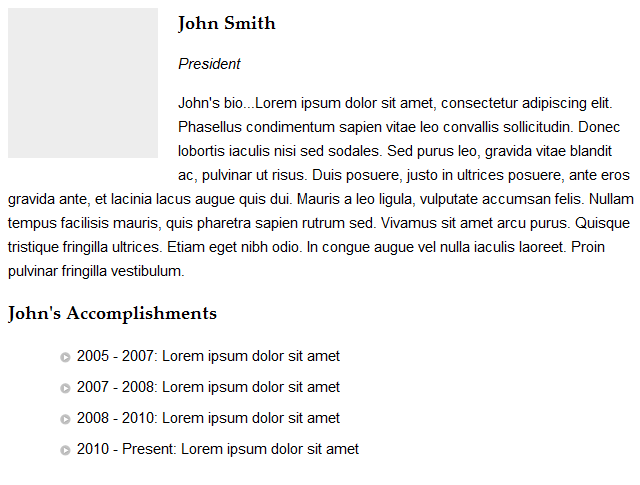 John Smith
President
John's bio...Lorem ipsum dolor sit amet, consectetur adipiscing elit.
Phasellus condimentum sapien vitae leo convallis sollicitudin. Donec
lobortis iaculis nisi sed sodales. Sed purus leo, gravida vitae blandit
ac, pulvinar ut risus. Duis posuere, justo in ultrices posuere, ante eros
gravida ante, et lacinia lacus augue quis dui. Mauris a leo ligula, vulputate accumsan felis. Nullam
tempus facilisis mauris, quis pharetra sapien rutrum sed. Vivamus sit amet arcu purus. Quisque
tristique fringilla ultrices. Etiam eget nibh odio. In congue augue vel nulla iaculis laoreet. Proin
pulvinar fringilla vestibulum.
John's Accomplishments
2005 - 2007: Lorem ipsum dolor sit amet
2007 - 2008: Lorem ipsum dolor sit amet
2008 - 2010: Lorem ipsum dolor sit amet
2010 - Present: Lorem ipsum dolor sit amet